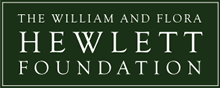 THE WILLIAM AND FLORA
HEWLETT
FOUNDATION